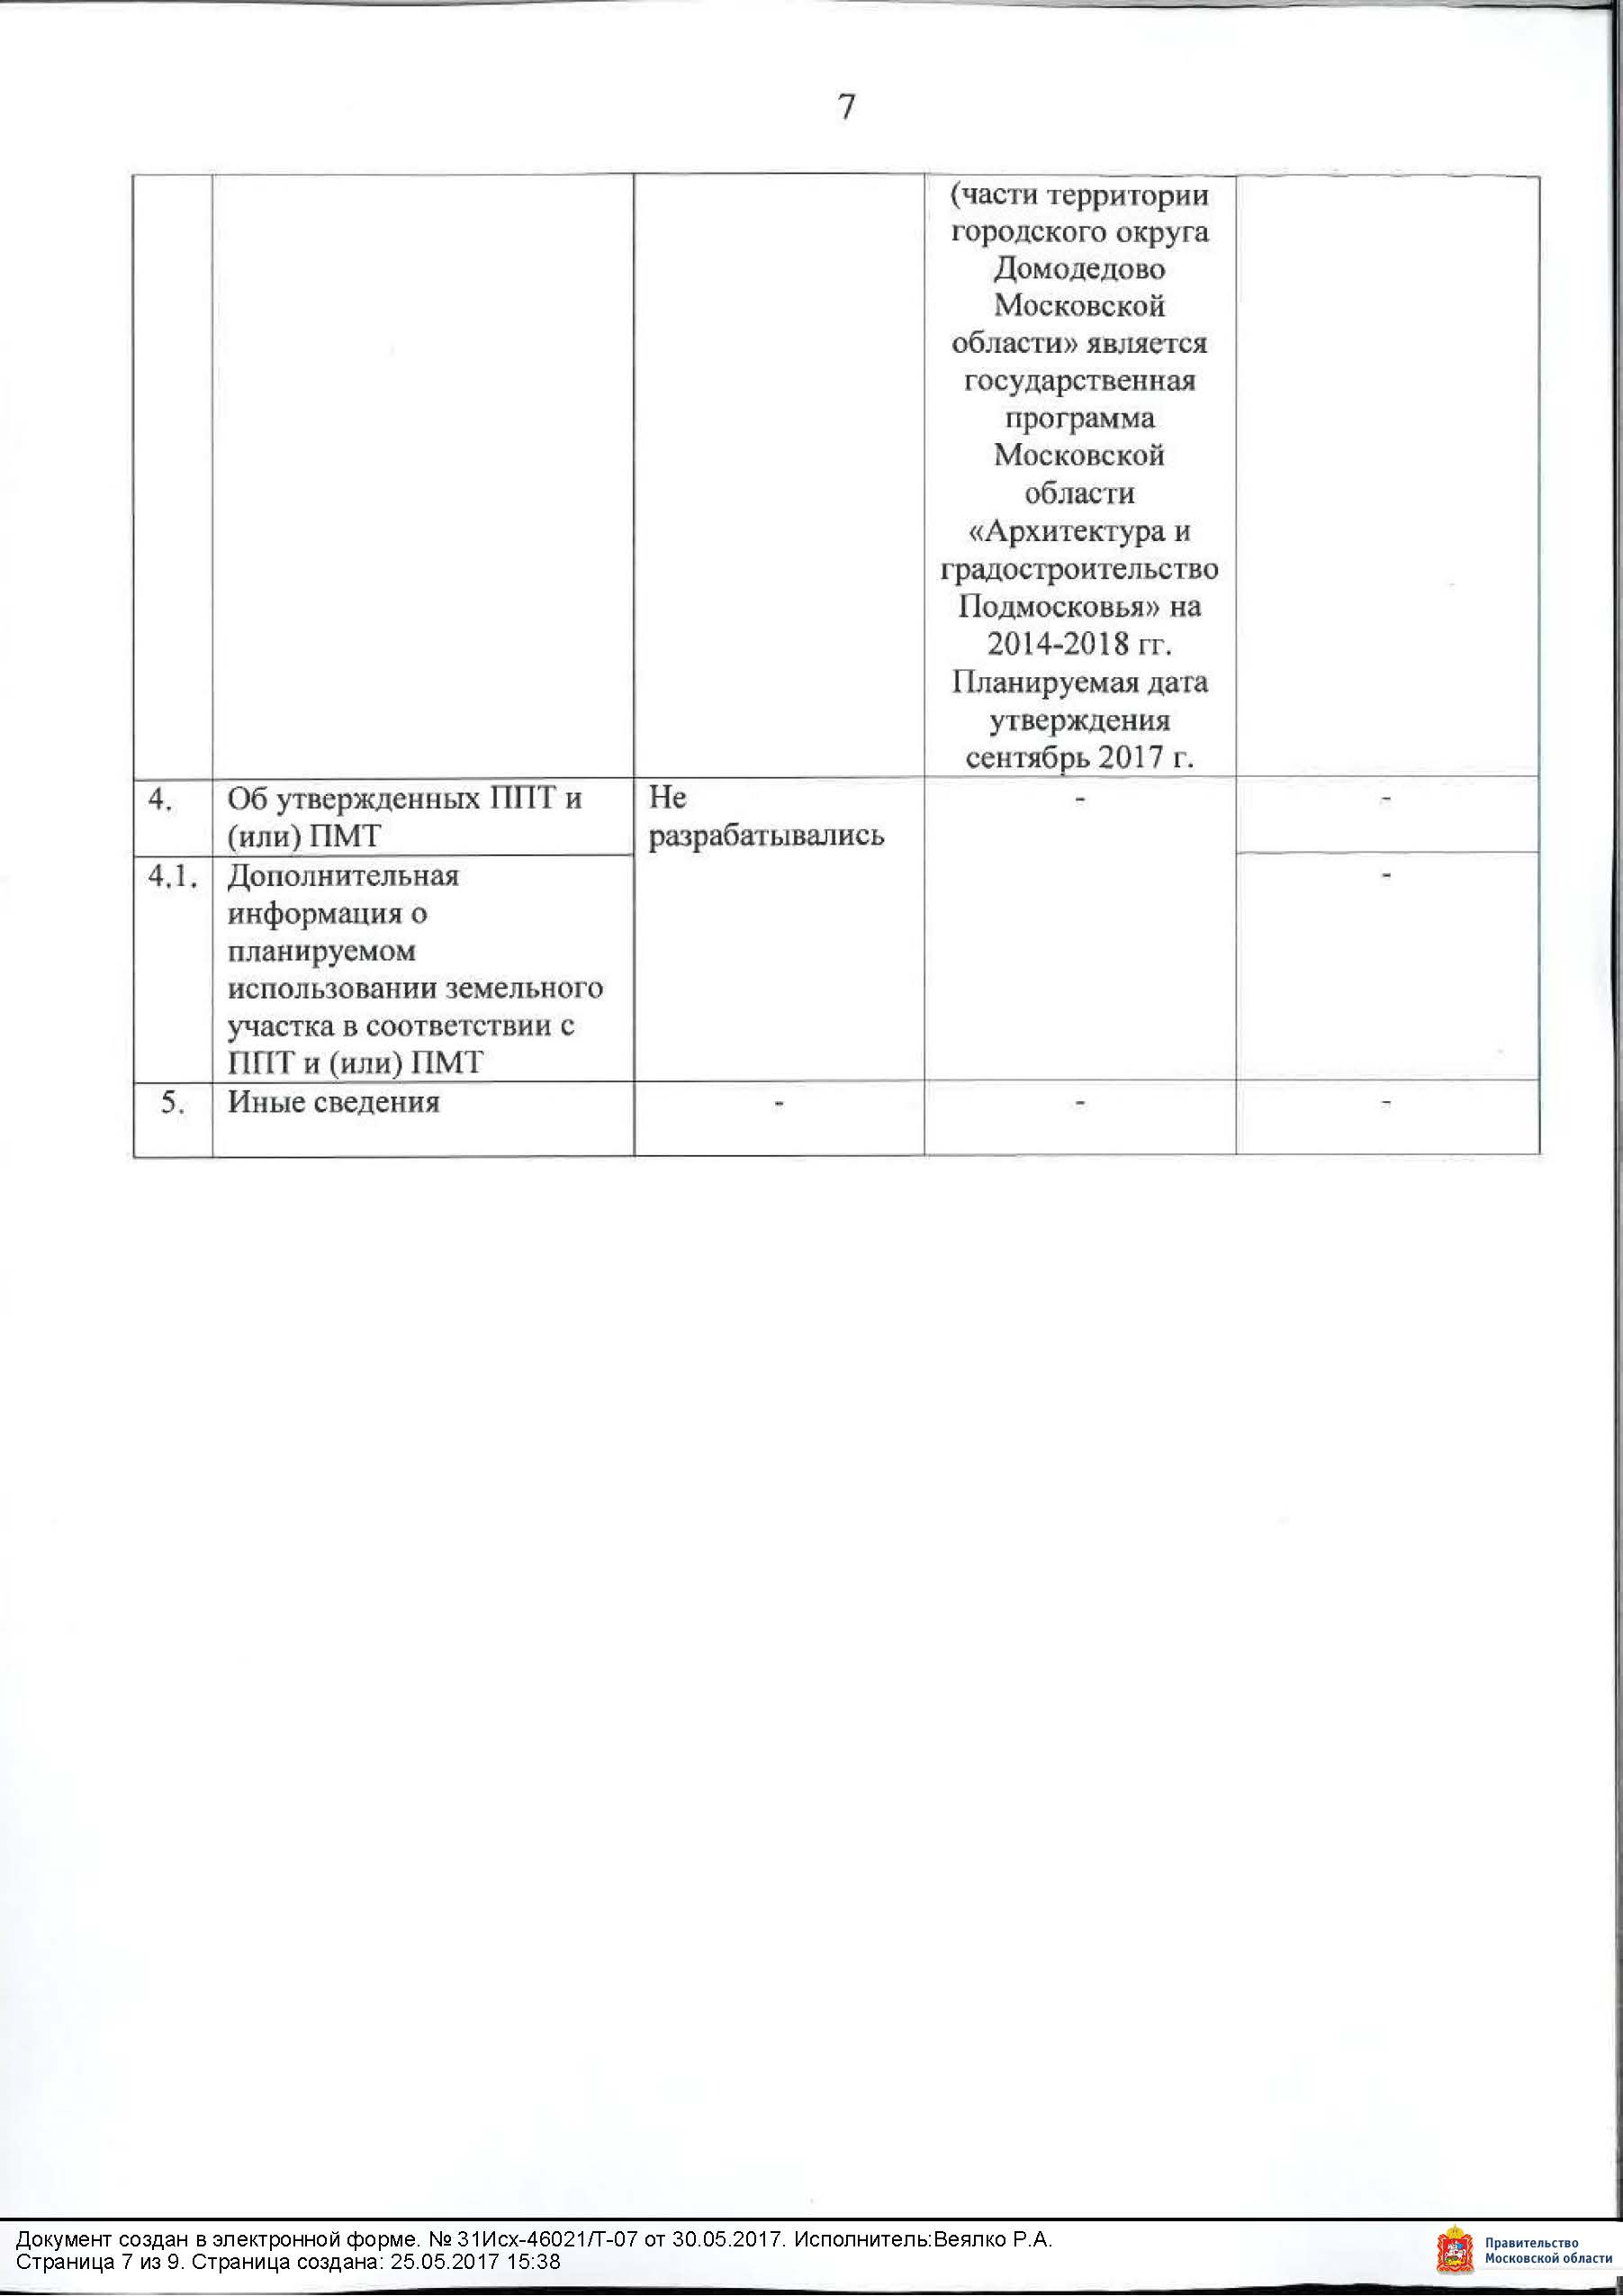 7
(части территории
городского округа
Домодедово
Московской
области» является
государственная
программа
Московской
области
«Архитектура и
градостроительство
Подмосковья» на
2014-2018 гг.
Планируемая дата
утверждения
сентябрь 2017 г.
4.
Об утвержденных ППТ и
(или) ПМТ
Не
разрабатывались
-
-
4.1.
Дополнительная
информация о
планируемом
использовании земельного
участка в соответствии с
ППТ и (или) ПМТ
-
5.
Иные сведения
-
-
-
Документ создан в электронной форме. № 31Исх-46021/Т-07 от 30.05.2017. Исполнитель:Веялко Р.А.
Страница 7 из 9. Страница создана: 25.05.2017 15:38
Правительство
Московской области